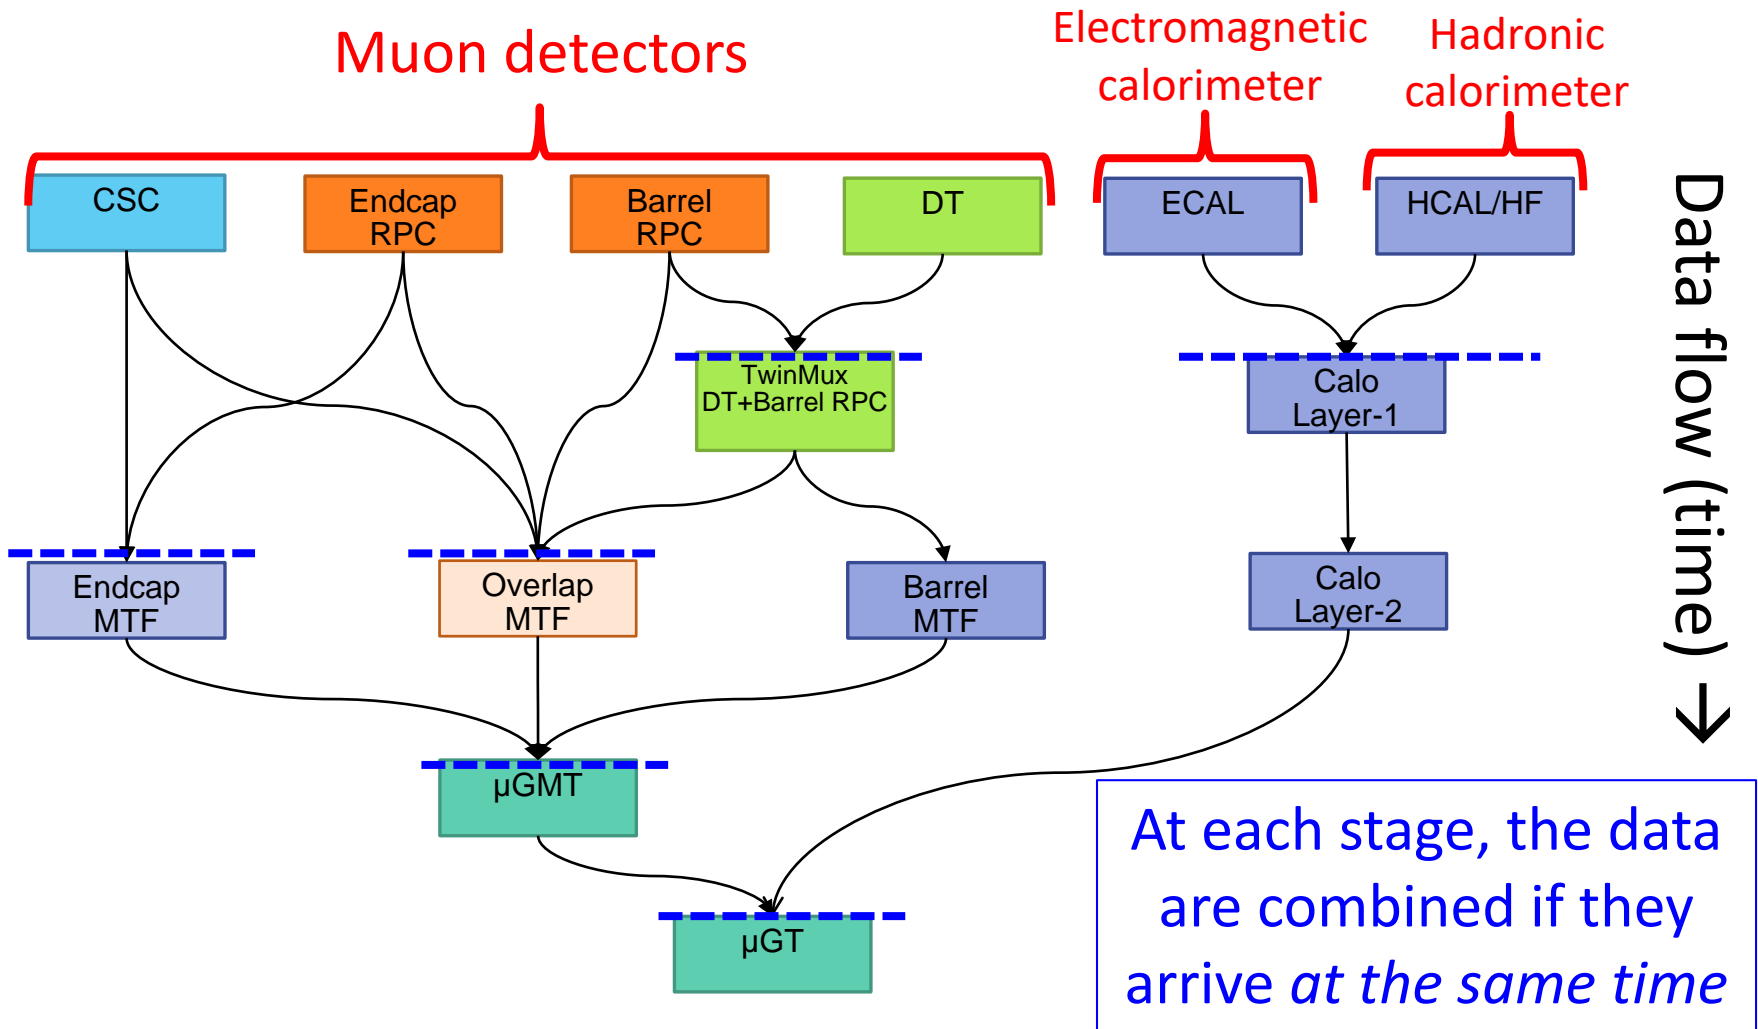 Muon detectors
Electromagnetic
calorimeter
Hadronic
calorimeter
CSC
Endcap
RPC
Barrel
RPC
DT
ECAL
HCAL/HF
Data flow (time) →
TwinMux
DT+Barrel RPC
Calo
Layer-1
Endcap
MTF
Overlap
MTF
Barrel
MTF
Calo
Layer-2
μGMT
μGT
At each stage, the data
are combined if they
arrive at the same time